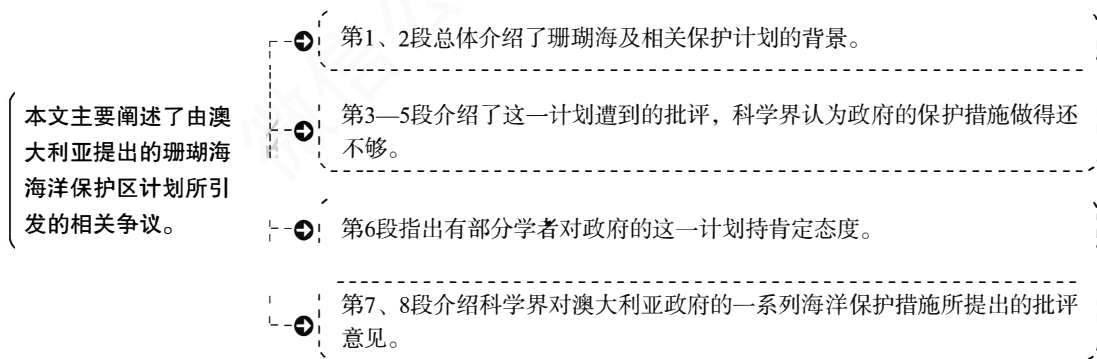 第1、2段总体介绍了珊瑚海及相关保护计划的背景。
本文主要阐述了由澳
大利亚提出的珊瑚海
海洋保护区计划所引
发的相关争议。
第3—5段介绍了这一计划遭到的批评，科学界认为政府的保护措施做得还
不够。
第6段指出有部分学者对政府的这一计划持肯定态度。
第7、8段介绍科学界对澳大利亚政府的一系列海洋保护措施所提出的批评
意见。